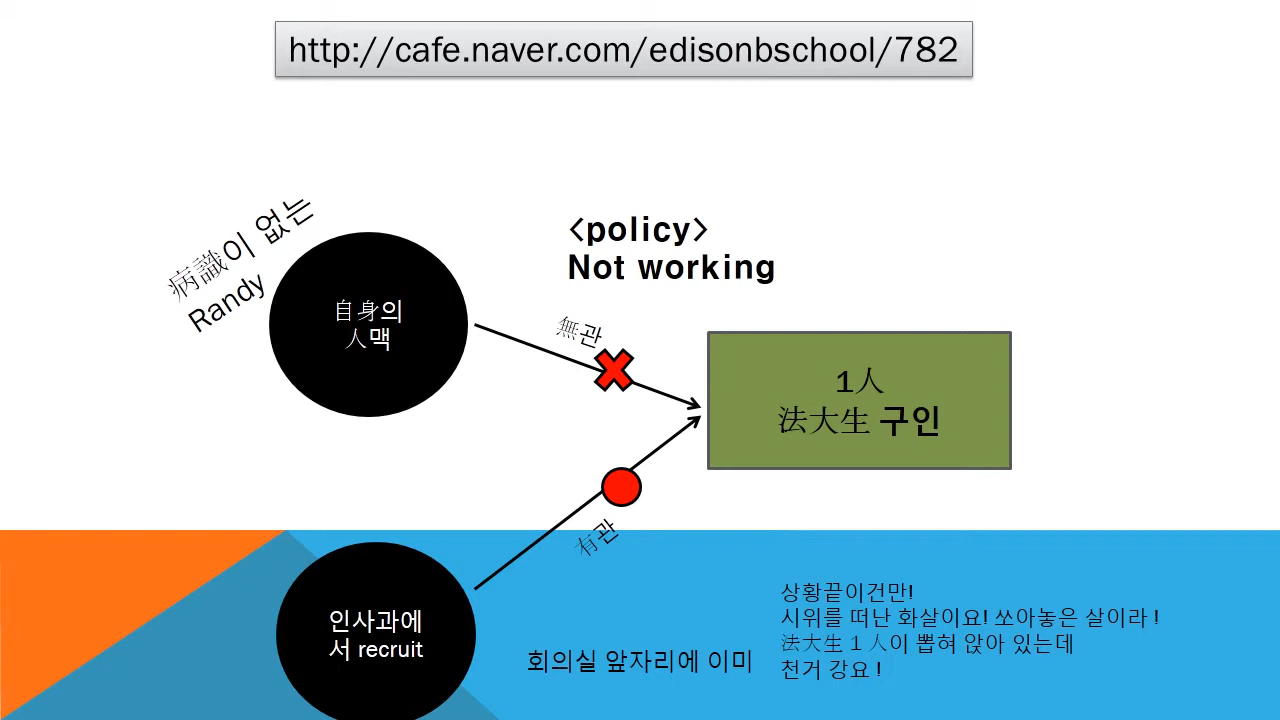 http://cafe.naver.com/edisonbschool/782
病識이 없는
Randy
<policy>
Not working
自身의
人맥
無관
1人
法大生 구인
有관
인사과에
서 recruit
회의실 앞자리에 이미
상황끝이건만!
시위를 떠난 화살이요! 쏘아놓은 살이라 !
法大生 1 人이 뽑혀 앉아 있는데
천거 강요 !